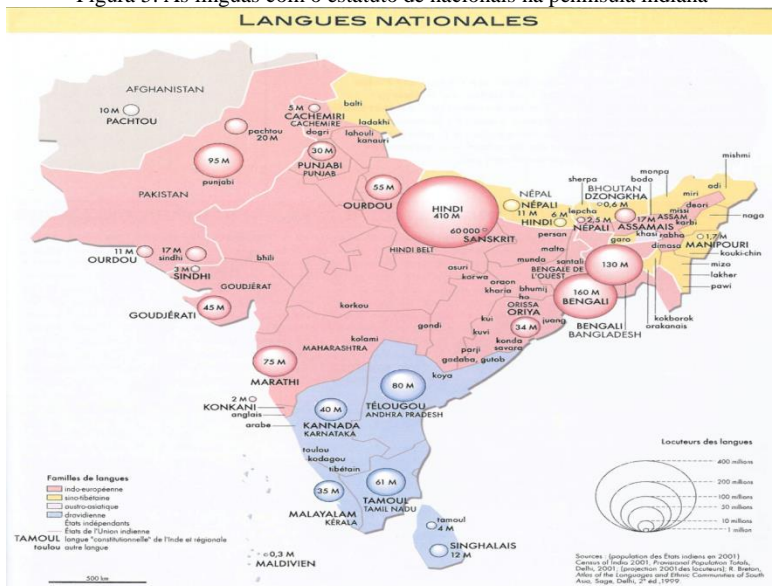 Figura 3: As línguas com o estatuto de nacionais na península indiana
LANGUES NATIONALES
AFGHANISTAN
10 M
PACHTOU
5 M
CACHEMIRI
CACHEMIRE
balti
ladakhi
dogri
lahouli
kanauri
pachtou
20 M
95 M
punjabi
30 M
PUNJABI
PUNJAB
PAKISTAN
55 M
OURDOU
HINDI
410 M
60 000
SANSKRIT
HINDI BELT
NÉPAL
NÉPALI
11 M
6 M
HINDI
sherpa
lepcha
2,5 M
NÉPALI
BHOUTAN
DZONGKHA
0,6 M
monpa
bodo
17 M
ASSAM
ASSAMAIS
mishmi
adi
miri
deori
missi
karbi
naga
khasi
rabha
garo
dimasa
1,7 M
MANIPOURI
kouki-chin
mizo
lakher
pawi
kokborok
orakanais
11 M
OURDOU
17 M
sindhi
3 M
SINDHI
bhili
GOUDJÉRAT
45 M
GOUDJÉRATI
persan
malto
mundo
santali
BENGALE DE
L'OUEST
asuri
korwa
oraon
kharia
bhumij
ho
ORISSA
ORIYA
34 M
juang
130 M
160 M
BENGALI
BENGALI
BANGLADESH
korkou
kolami
gondi
kui
kuvi
konda
savara
parji
gadaba, gutob
koya
MAHARASHTRA
75 M
MARATHI
2 M
KONKANI
anglais
arabe
80 M
TÉLOUGOU
ANDHRA PRADESH
40 M
KANNADA
KARNATAKA
toulou
kodagou
tibétain
35 M
MALAYALAM
KÉRALA
61 M
TAMOUL
TAMIL NADU
tamoul
4 M
SINGHALAIS
12 M
0,3 M
MALDIVIEN
Familles de langues
indo-européenne
sino-tibétaine
austro-asiatique
dravidienne
États indépendants
États de l'Union indienne
TAMOUL langue "constitutionnelle" de l'Inde et régionale
toulou autre langue
500 km
Locuteurs des langues
400 millions
200 millions
100 millions
50 millions
10 millions
1 million
Sources : (population des États indiens en 2001)
Census of India 2001, Provisional Population Totals,
Delhi, 2001; (projection 2001 des locuteurs); R. Breton,
Atlas of the Languages and Ethnic Communities of South
Asia, Sage, Delhi, 2e éd., 1999.